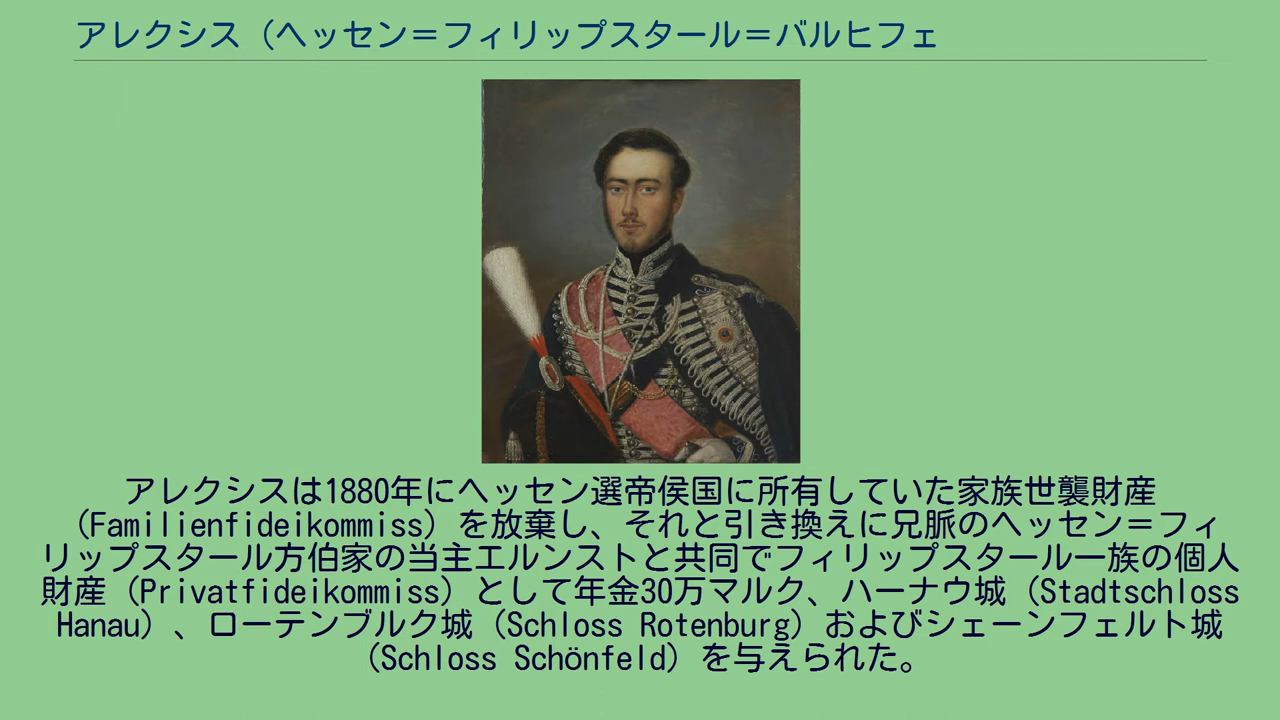 アレクシス（ヘッセン＝フィリップスタール＝バルヒフェ
アレクシスは1880年にヘッセン選帝侯国に所有していた家族世襲財産
（Familienfideikommiss）を放棄し、それと引き換えに兄脈のヘッセン＝フィ
リップスタール方伯家の当主エルンストと共同でフィリップスタール一族の個人
財産（Privatfideikommiss）として年金30万マルク、ハーナウ城（Stadtschloss
Hanau）、ローテンブルク城（Schloss Rotenburg）およびシェーンフェルト城
（Schloss Schönfeld）を与えられた。